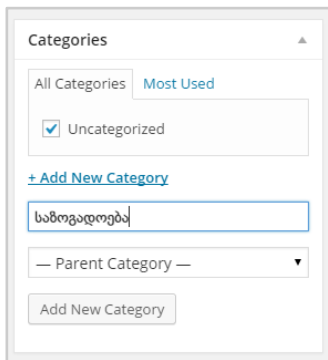 Categories
All Categories Most Used
Uncategorized
+ Add New Category
საზოგადოება
— Parent Category —
Add New Category